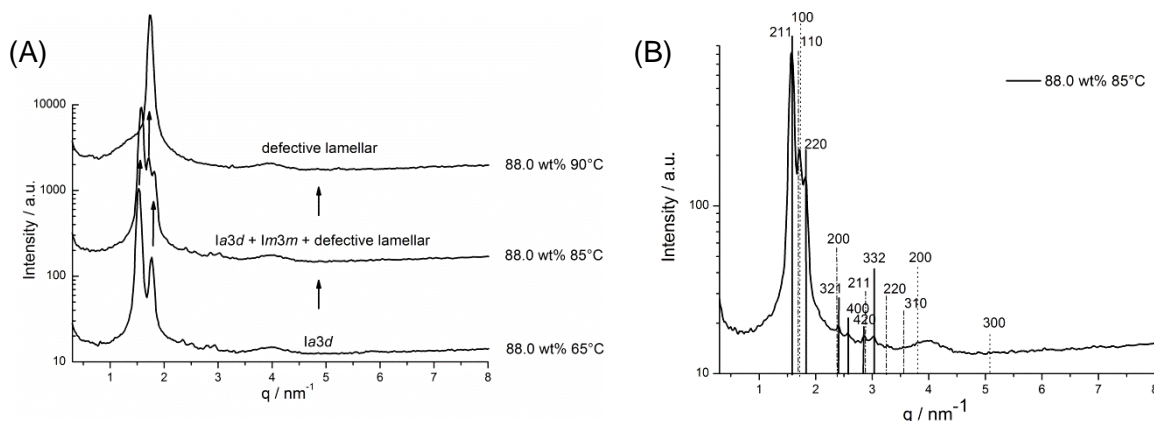 (A)
Intensity / a.u.
10000
1000
100
10
defective lamellar
88.0 wt% 90°C
Ia3d + Im3m + defective lamellar
88.0 wt% 85°C
Ia3d
88.0 wt% 65°C
1 2 3 4 5 6 7 8
q / nm-1
(B)
Intensity / a.u.
100
10
88.0 wt% 85°C
100
211
110
220
200
332
200
211
321
220
400
310
420
300
1 2 3 4 5 6 7 8
q / nm-1